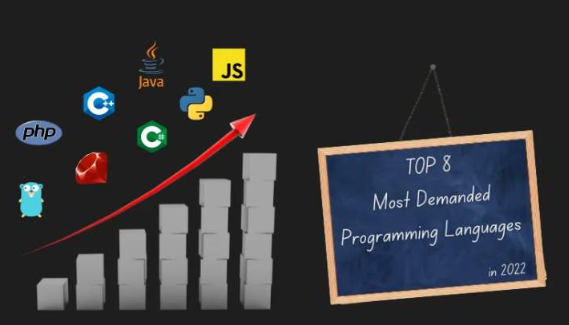 Java
JS
C++
php
C#
TOP 8
Most Demanded
Programming Languages
in 2022